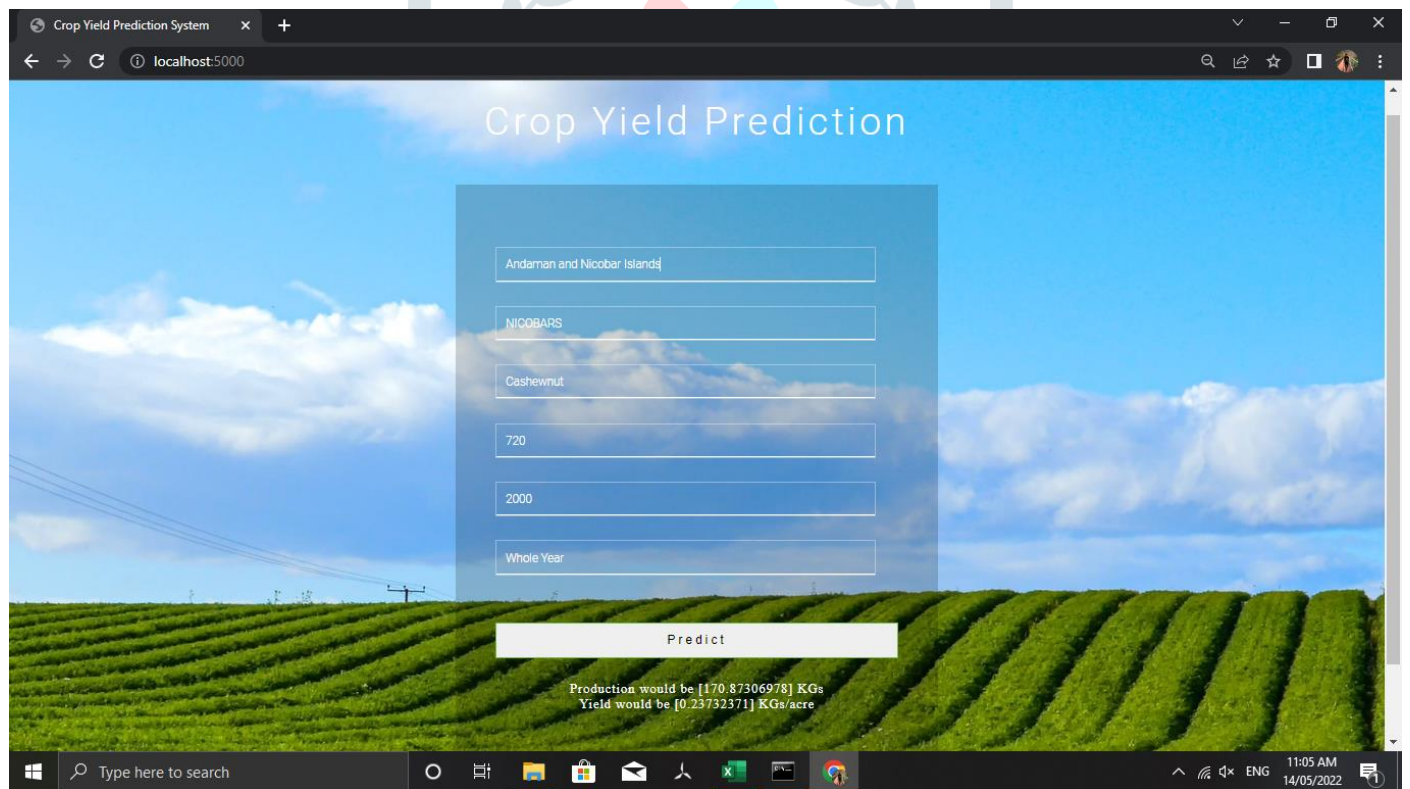 Crop Yield Prediction System
localhost:5000
Crop Yield Prediction
Andaman and Nicobar Islands
NICOBARS
Cashewnut
720
2000
Whole Year
Predict
Production would be [170.87306978] KGs
Yield would be [0.23732371] KGs/acre
Type here to search
ENG
11:05 AM
14/05/2022
1